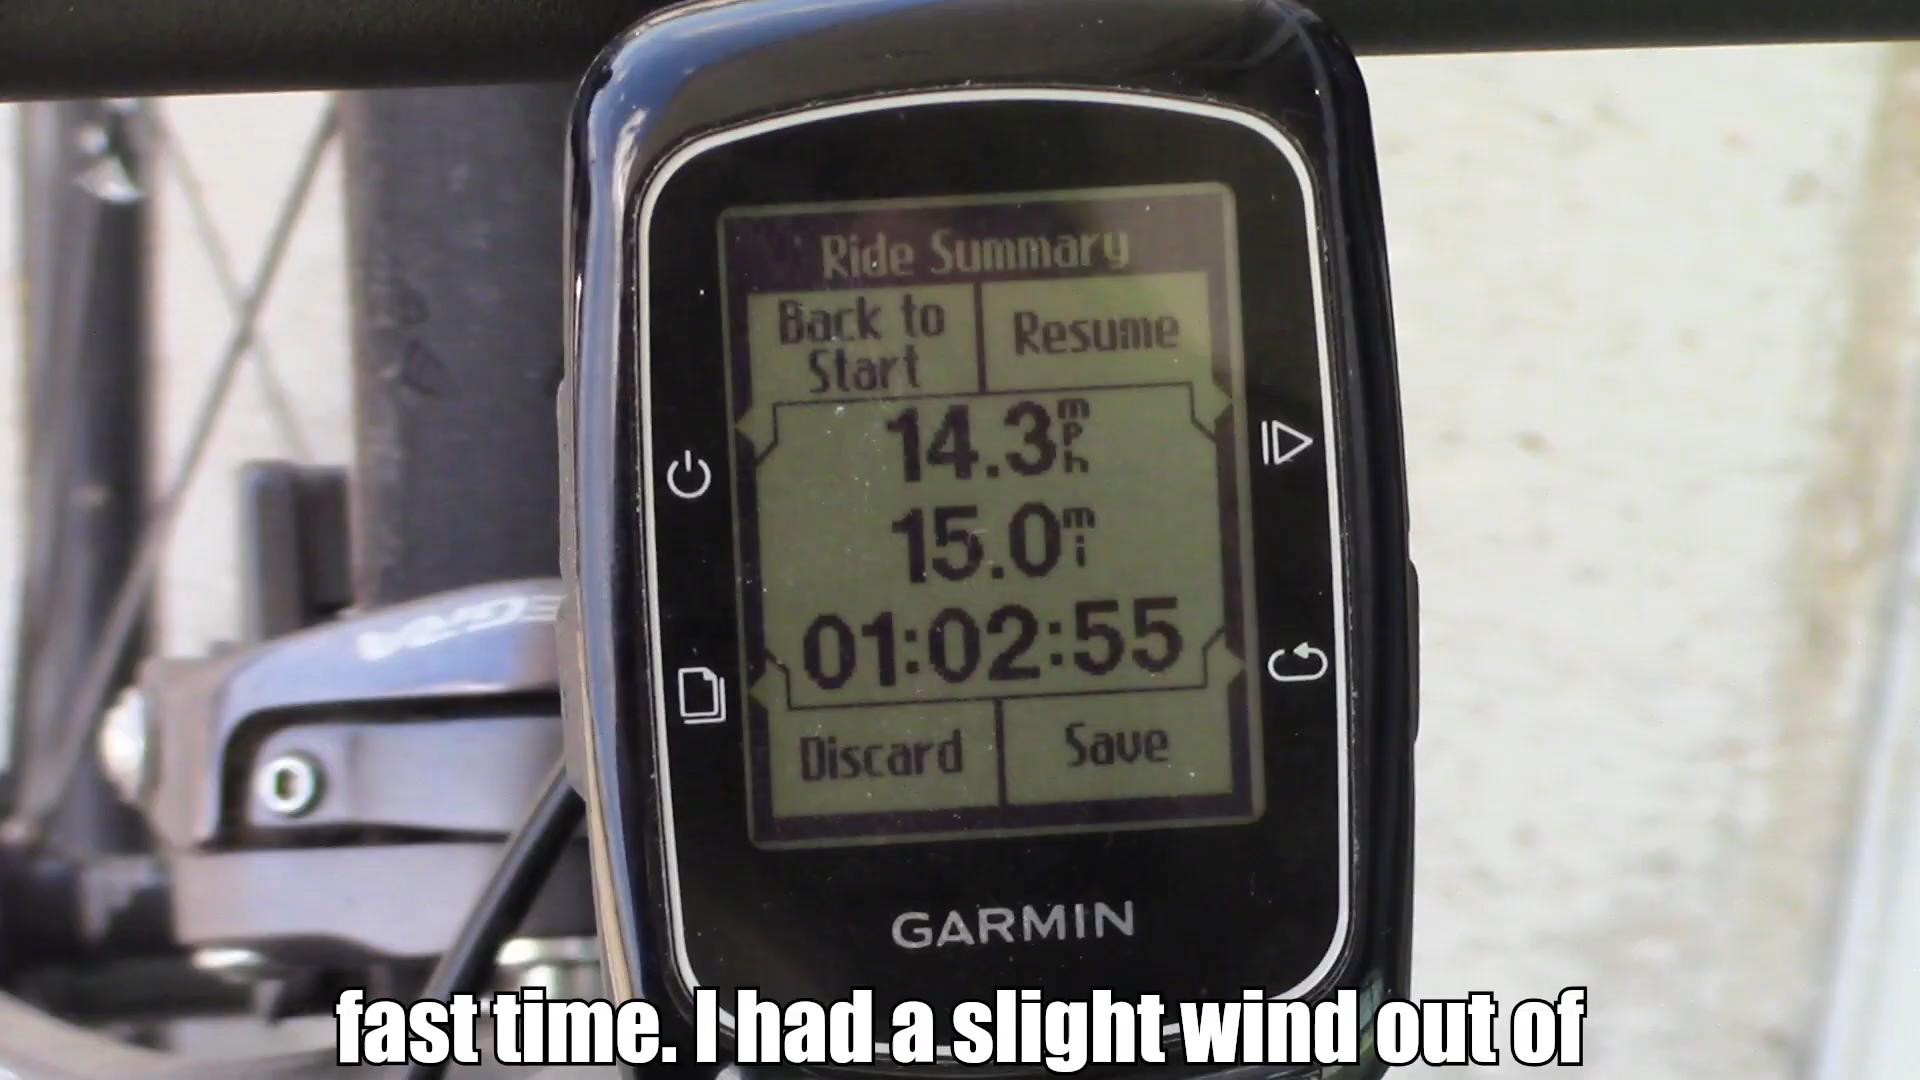 Ride Summary
Back to
Start
Resume
14.3 mph
15.0 mi
01:02:55
Discard
Save
GARMIN
fast time. I had a slight wind out of